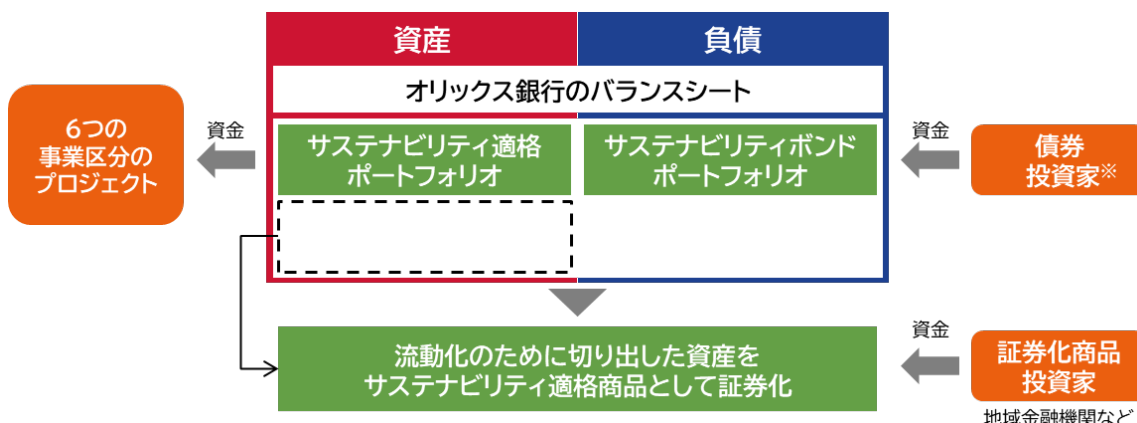 資産
負債
オリックス銀行のバランスシート
6つの
事業区分の
プロジェクト
資金
サステナビリティ適格
ポートフォリオ
サステナビリティボンド
ポートフォリオ
資金
債券
投資家※
流動化のために切り出した資産を
サステナビリティ適格商品として証券化
資金
証券化商品
投資家
地域金融機関など